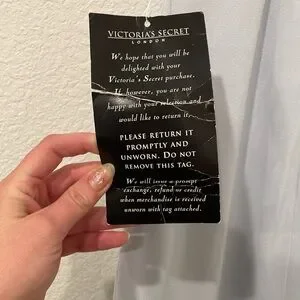 VICTORIA'S SECRET
LONDON
We hope that you will be
delighted with your
Victoria's Secret purchase.
If, however, you are not
happy with your selection and
would like to return it,
PLEASE RETURN IT
PROMPTLY AND
UNWORN. DO NOT
REMOVE THIS TAG.
We will issue a prompt
exchange, refund or credit
when merchandise is received
unworn with tag attached.